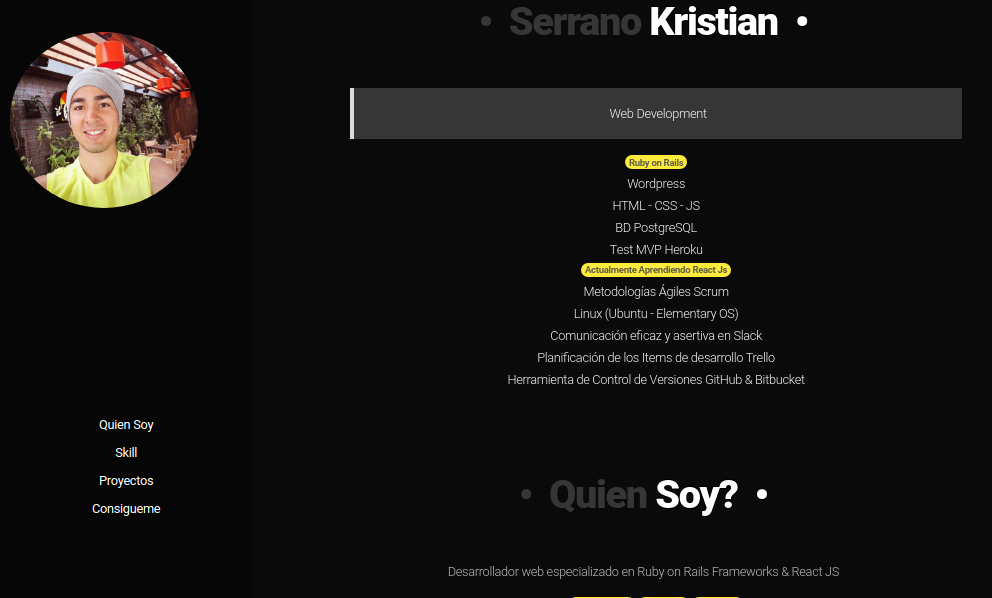 • Serrano Kristian •
Web Development
Ruby on Rails
Wordpress
HTML - CSS - JS
BD PostgreSQL
Test MVP Heroku
Actualmente Aprendiendo React Js
Metodologías Ágiles Scrum
Linux (Ubuntu - Elementary OS)
Comunicación eficaz y asertiva en Slack
Planificación de los Items de desarrollo Trello
Herramienta de Control de Versiones GitHub & Bitbucket
Quien Soy
Skill
Proyectos
Consigueme
• Quien Soy? •
Desarrollador web especializado en Ruby on Rails Frameworks & React JS